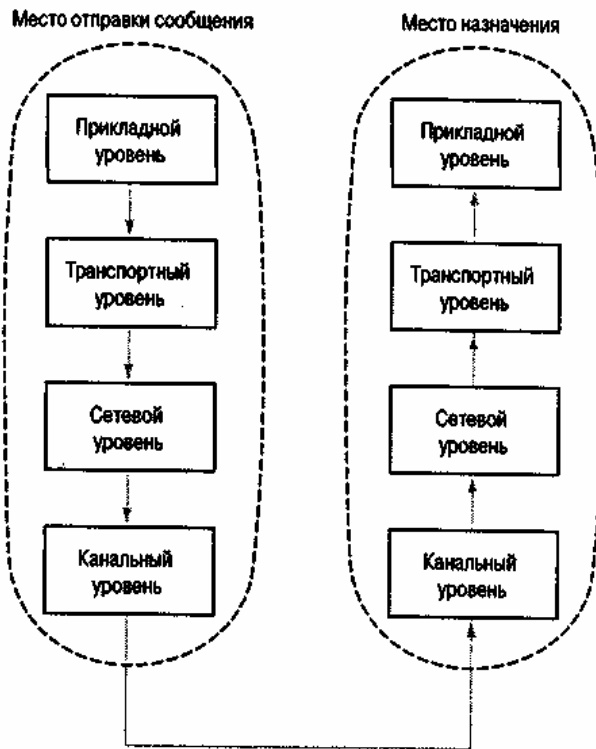 Место отправки сообщения
Прикладной
уровень
Транспортный
уровень
Сетевой
уровень
Канальный
уровень
Место назначения
Прикладной
уровень
Транспортный
уровень
Сетевой
уровень
Канальный
уровень